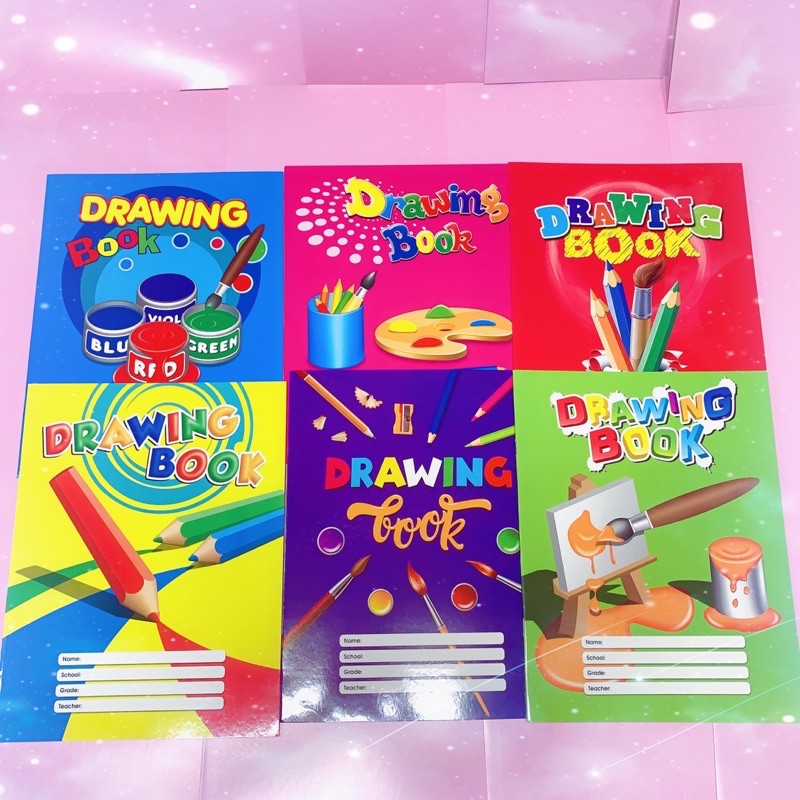 DRAWING
Book
BLU
VIOL
RED
GREEN
Drawing
Book
DRAWING
BOOK
DRAWING
BOOK
Name:
School:
Grade:
Teacher:
DRAWING
book
Name:
School:
Grade:
Teacher:
DRAWING
BOOK
Name:
School:
Grade:
Teacher: